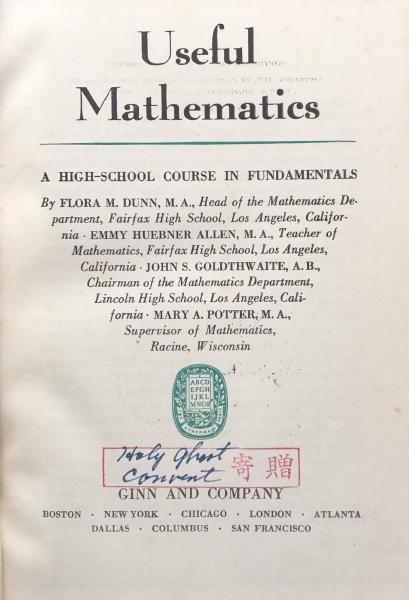 Useful
Mathematics
A HIGH-SCHOOL COURSE IN FUNDAMENTALS
By FLORA M. DUNN, M.A., Head of the Mathematics De-
partment, Fairfax High School, Los Angeles, Califor-
nia · EMMY HUEBNER ALLEN, M.A., Teacher of
Mathematics, Fairfax High School, Los Angeles,
California · JOHN S. GOLDTHWAITE, A.B.,
Chairman of the Mathematics Department,
Lincoln High School, Los Angeles, Cali-
fornia · MARY A. POTTER, M.A.,
Supervisor of Mathematics,
Racine, Wisconsin
ABCD
EFGH
IJKL
MNO&
Holy Ghost
Convent
寄贈
GINN AND COMPANY
BOSTON · NEW YORK · CHICAGO · LONDON · ATLANTA
DALLAS · COLUMBUS · SAN FRANCISCO